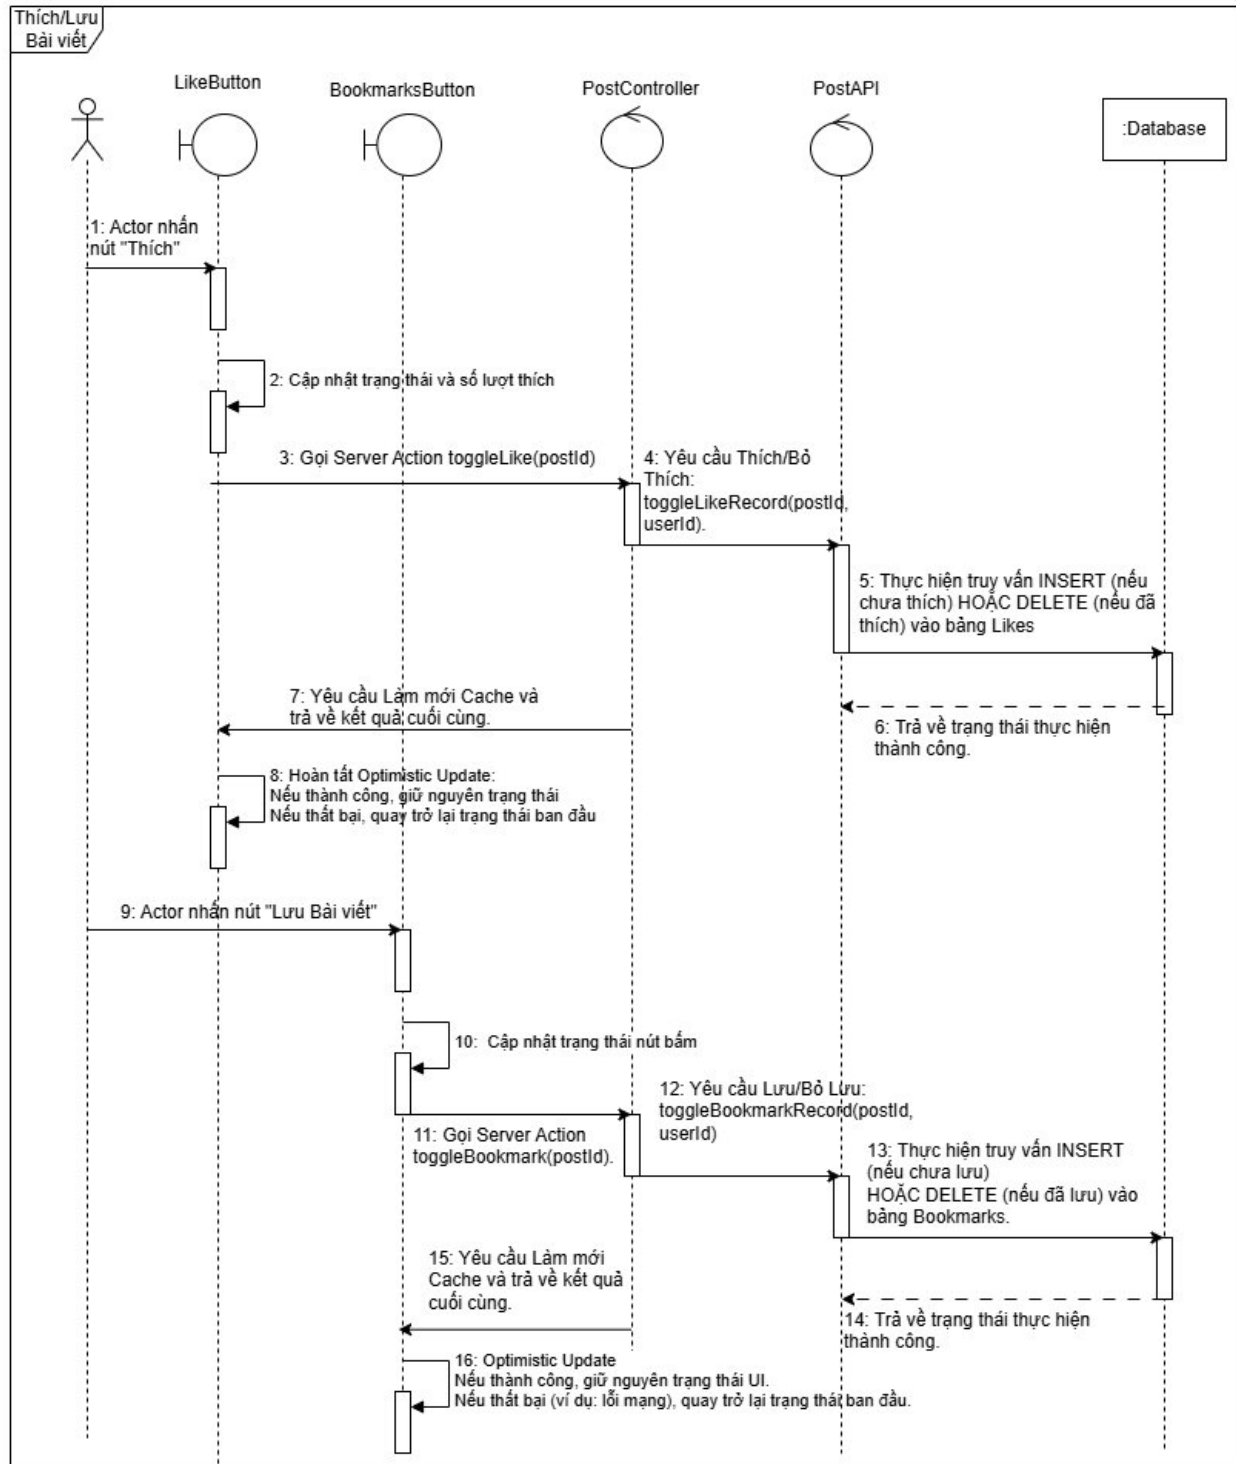 Thích/Lưu
Bài viết
LikeButton
BookmarksButton
PostController
PostAPI
:Database
1: Actor nhấn
nút "Thích"
2: Cập nhật trạng thái và số lượt thích
3: Gọi Server Action toggleLike(postId)
4: Yêu cầu Thích/Bỏ
Thích:
toggleLikeRecord(postId,
userId).
5: Thực hiện truy vấn INSERT (nếu
chưa thích) HOẶC DELETE (nếu đã
thích) vào bảng Likes
6: Trả về trạng thái thực hiện
thành công.
7: Yêu cầu Làm mới Cache và
trả về kết quả cuối cùng.
8: Hoàn tất Optimistic Update:
Nếu thành công, giữ nguyên trạng thái
Nếu thất bại, quay trở lại trạng thái ban đầu
9: Actor nhấn nút "Lưu Bài viết"
10: Cập nhật trạng thái nút bấm
11: Gọi Server Action
toggleBookmark(postId).
12: Yêu cầu Lưu/Bỏ Lưu:
toggleBookmarkRecord(postId,
userId)
13: Thực hiện truy vấn INSERT
(nếu chưa lưu)
HOẶC DELETE (nếu đã lưu) vào
bảng Bookmarks.
14: Trả về trạng thái thực hiện
thành công.
15: Yêu cầu Làm mới
Cache và trả về kết quả
cuối cùng.
16: Optimistic Update
Nếu thành công, giữ nguyên trạng thái UI.
Nếu thất bại (ví dụ: lỗi mạng), quay trở lại trạng thái ban đầu.